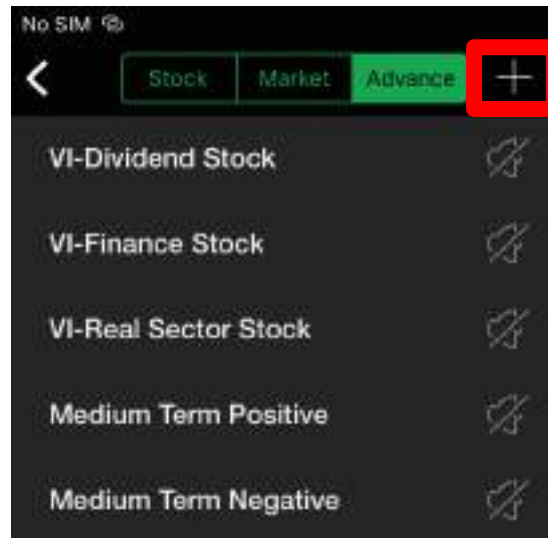 No SIM
Stock Market Advance
VI-Dividend Stock
VI-Finance Stock
VI-Real Sector Stock
Medium Term Positive
Medium Term Negative